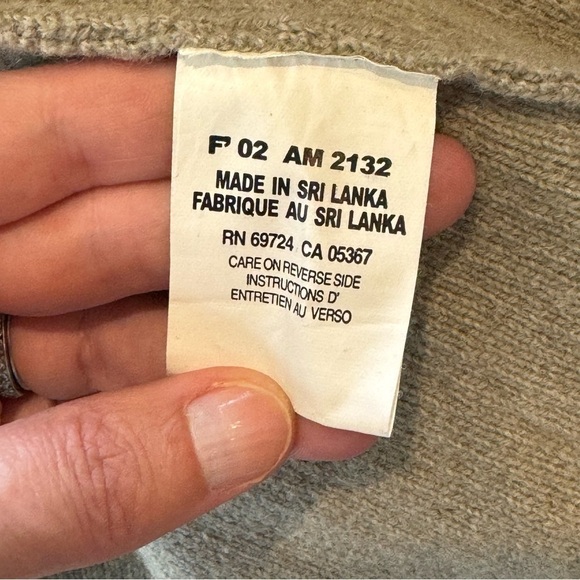 F' 02 AM 2132
MADE IN SRI LANKA
FABRIQUE AU SRI LANKA
RN 69724 CA 05367
CARE ON REVERSE SIDE
INSTRUCTIONS D'
ENTRETIEN AU VERSO